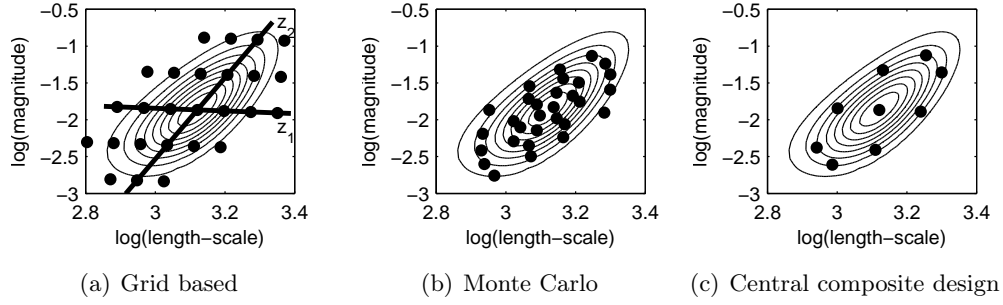 −0.5
−1
−1.5
−2
−2.5
−3
log(magnitude)
z2
z1
2.8 3 3.2 3.4
log(length−scale)
(a) Grid based
−0.5
−1
−1.5
−2
−2.5
−3
log(magnitude)
2.8 3 3.2 3.4
log(length−scale)
(b) Monte Carlo
−0.5
−1
−1.5
−2
−2.5
−3
log(magnitude)
2.8 3 3.2 3.4
log(length−scale)
(c) Central composite design